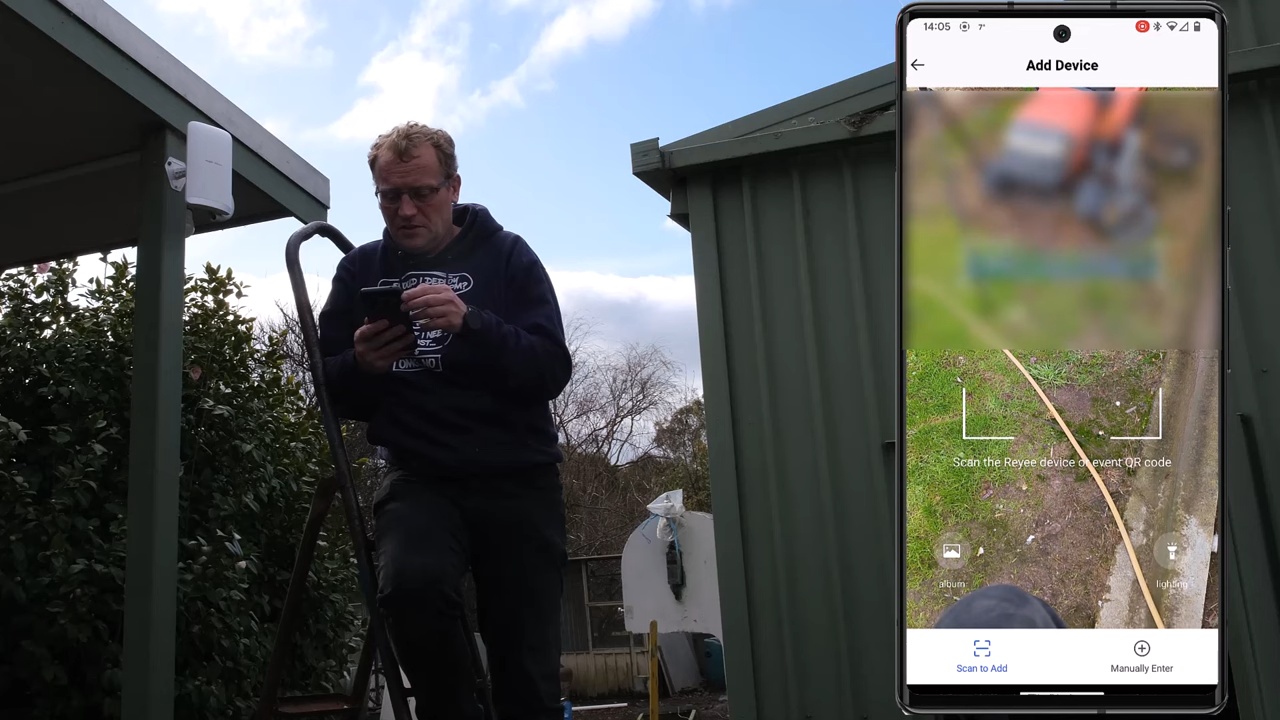 14:05
7°
Add Device
Scan the Reyee device or event QR code
album
lighting
Scan to Add
Manually Enter